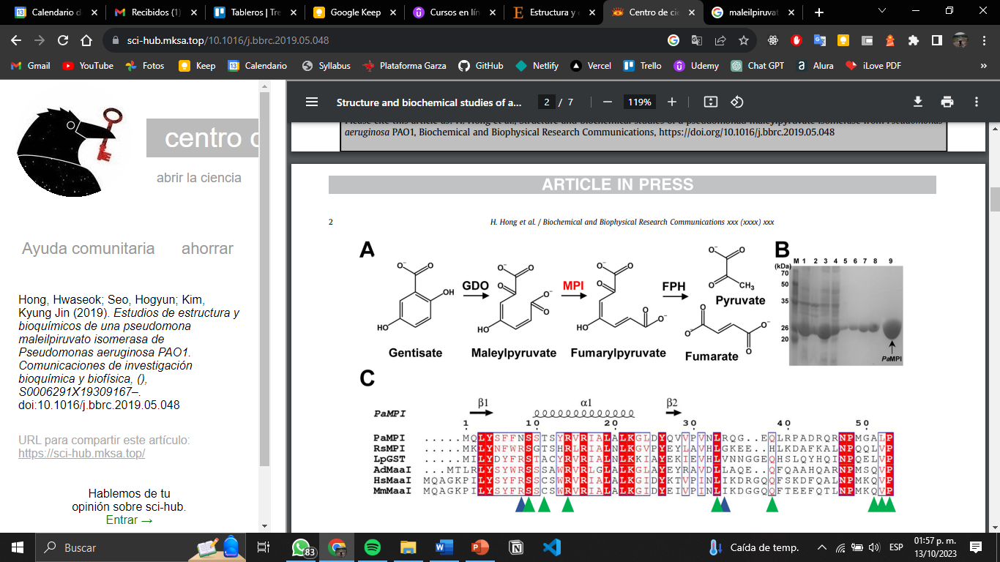 Calendario d
Recibidos (1)
Tableros | Tre
Google Keep
Cursos en lín
Estructura y e
Centro de cie
maleilpiruvat
sci-hub.mksa.top/10.1016/j.bbrc.2019.05.048
Gmail
YouTube
Fotos
Keep
Calendario
Syllabus
Plataforma Garza
GitHub
Netlify
Vercel
Trello
Udemy
Chat GPT
Alura
iLove PDF
centro c
abrir la ciencia
Ayuda comunitaria
ahorrar
Hong, Hwaseok; Seo, Hogyun; Kim,
Kyung Jin (2019). Estudios de estructura y
bioquímicos de una pseudomona
maleilpiruvato isomerasa de
Pseudomonas aeruginosa PAO1.
Comunicaciones de investigación
bioquímica y biofísica, (),
S0006291X19309167–.
doi:10.1016/j.bbrc.2019.05.048
URL para compartir este artículo:
https://sci-hub.mksa.top/
Hablemos de tu
opinión sobre sci-hub.
Entrar →
Structure and biochemical studies of a...
2 / 7
119%
aeruginosa PAO1, Biochemical and Biophysical Research Communications, https://doi.org/10.1016/j.bbrc.2019.05.048
ARTICLE IN PRESS
2
H. Hong et al. / Biochemical and Biophysical Research Communications xxx (xxxx) xxx
A
O⁻ O OH HO
Gentisate
GDO
O⁻ O O O⁻ O HO
Maleylpyruvate
MPI
O⁻ O O O O⁻ HO
Fumarylpyruvate
FPH
O⁻ O O CH₃
Pyruvate
O O⁻ O⁻ O
Fumarate
B
M 1 2 3 4 5 6 7 8 9
(kDa)
70
50
35
26
20
PaMPI
C
β1 α1 β2
PaMPI
1 10 20 30 40 50
PaMPI .....MQLYSFFNSSTSYRVRIALALKGLDYQVVPVNLRQG..EQLRPADRQRNPMGALP
RsMPI .....MKLYNFWRSGTSHRLRIALNLKGVPYEYLAVHLGKEE..HLKDAFKALNPQQLVP
LpGST .....MILYDYFRSTACYRVRIALNLKKIAYEKIEVHLVNNGGEQHSLQYHQINPQELVP
AdMaaI ...MTLRLYSYWRSSSAWRVRLGLALKGLAYEYRAVDLLAQE..QFQAAHQARNPMSQVP
HsMaaI MQAGKPILYSYFRSSCSWRVRIALALKGIDYKTVPINLIKDRGQQFSKDFQALNPMKQVP
MmMaaI MQAGKPILYSYFRSSCSWRVRIALALKGIDYEIVPINLIKDGGQQFTEEFQTLNPMKQVP
Buscar
83
Caída de temp.
ESP
01:57 p. m.
13/10/2023